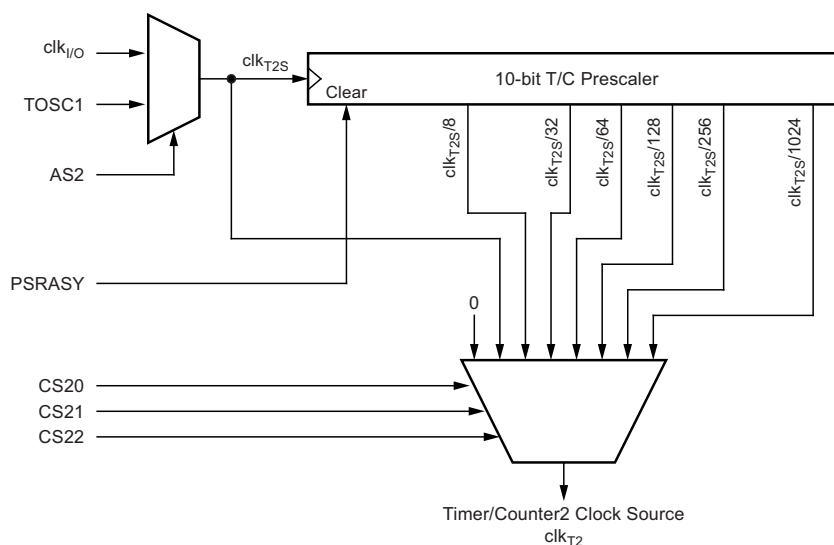 clkI/O
clkT2S
10-bit T/C Prescaler
TOSC1
Clear
AS2
clkT2S/8
clkT2S/32
clkT2S/64
clkT2S/128
clkT2S/256
clkT2S/1024
PSRASY
0
CS20
CS21
CS22
Timer/Counter2 Clock Source
clkT2